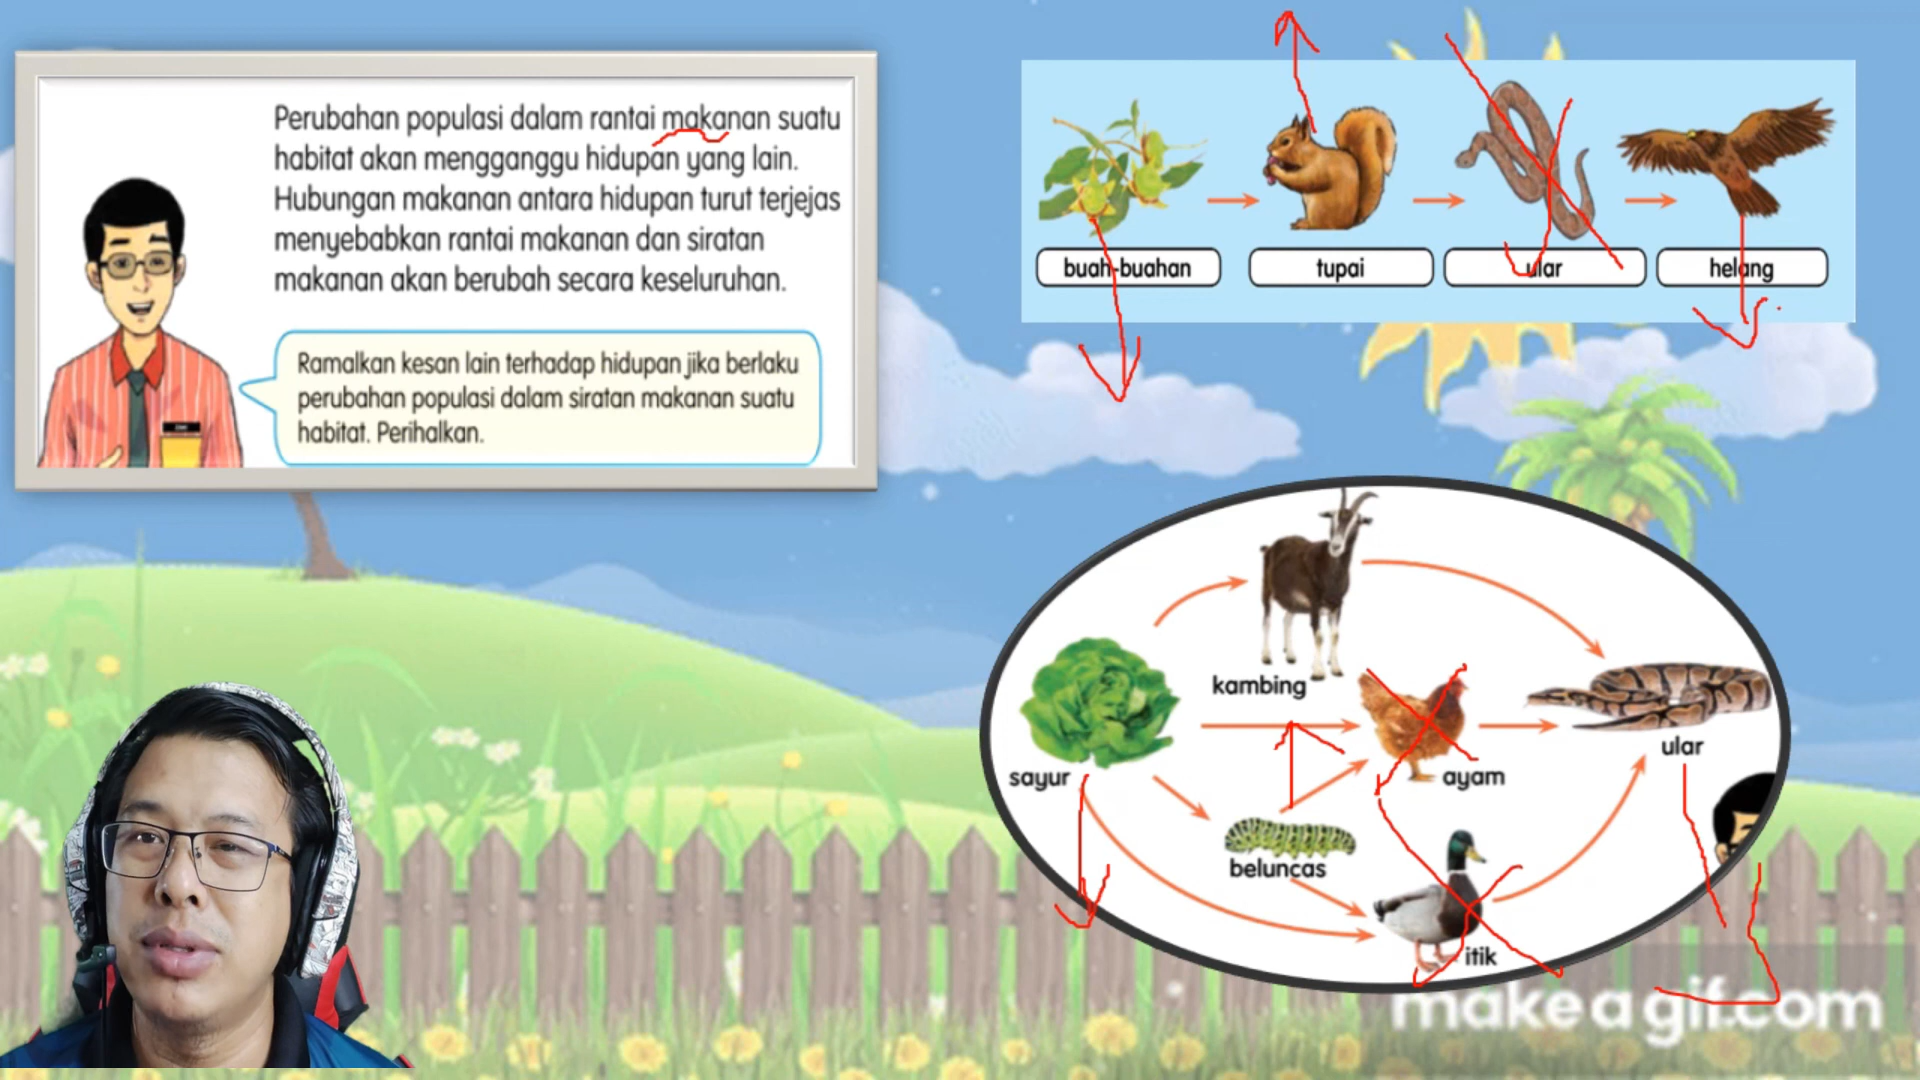 Perubahan populasi dalam rantai makanan suatu
habitat akan mengganggu hidupan yang lain.
Hubungan makanan antara hidupan turut terjejas
menyebabkan rantai makanan dan siratan
makanan akan berubah secara keseluruhan.
Ramalkan kesan lain terhadap hidupan jika berlaku
perubahan populasi dalam siratan makanan suatu
habitat. Perihalkan.
buah-buahan
tupai
ular
helang
kambing
sayur
ayam
ular
beluncas
itik
makeagif.com